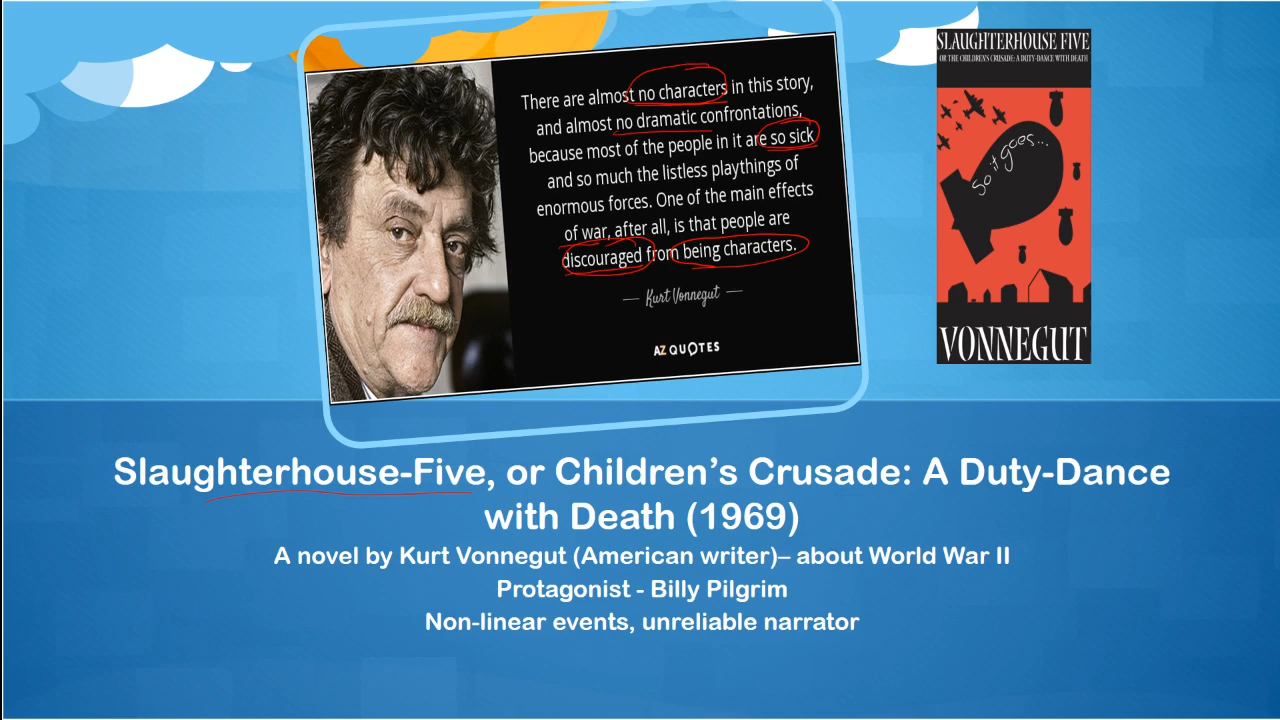 There are almost no characters in this story,
and almost no dramatic confrontations,
because most of the people in it are so sick
and so much the listless playthings of
enormous forces. One of the main effects
of war, after all, is that people are
discouraged from being characters.
— Kurt Vonnegut —
AZ QUOTES
SLAUGHTERHOUSE FIVE
OR THE CHILDREN'S CRUSADE: A DUTY-DANCE WITH DEATH
So it goes...
VONNEGUT
Slaughterhouse-Five, or Children’s Crusade: A Duty-Dance
with Death (1969)
A novel by Kurt Vonnegut (American writer)– about World War II
Protagonist - Billy Pilgrim
Non-linear events, unreliable narrator